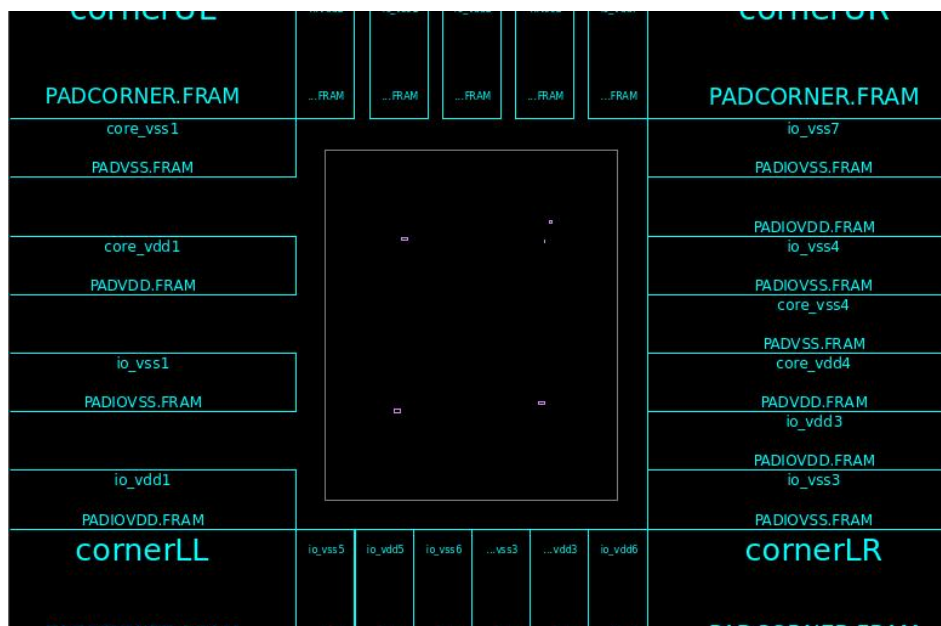 cornerUL
cornerUR
PADCORNER.FRAM
...FRAM
...FRAM
...FRAM
...FRAM
...FRAM
PADCORNER.FRAM
core_vss1
PADVSS.FRAM
core_vdd1
PADVDD.FRAM
io_vss1
PADIOVSS.FRAM
io_vdd1
PADIOVDD.FRAM
io_vss7
PADIOVSS.FRAM
PADIOVDD.FRAM
io_vss4
PADIOVSS.FRAM
core_vss4
PADVSS.FRAM
core_vdd4
PADVDD.FRAM
io_vdd3
PADIOVDD.FRAM
io_vss3
PADIOVSS.FRAM
cornerLL
io_vss5
io_vdd5
io_vss6
...vss3
...vdd3
io_vdd6
cornerLR